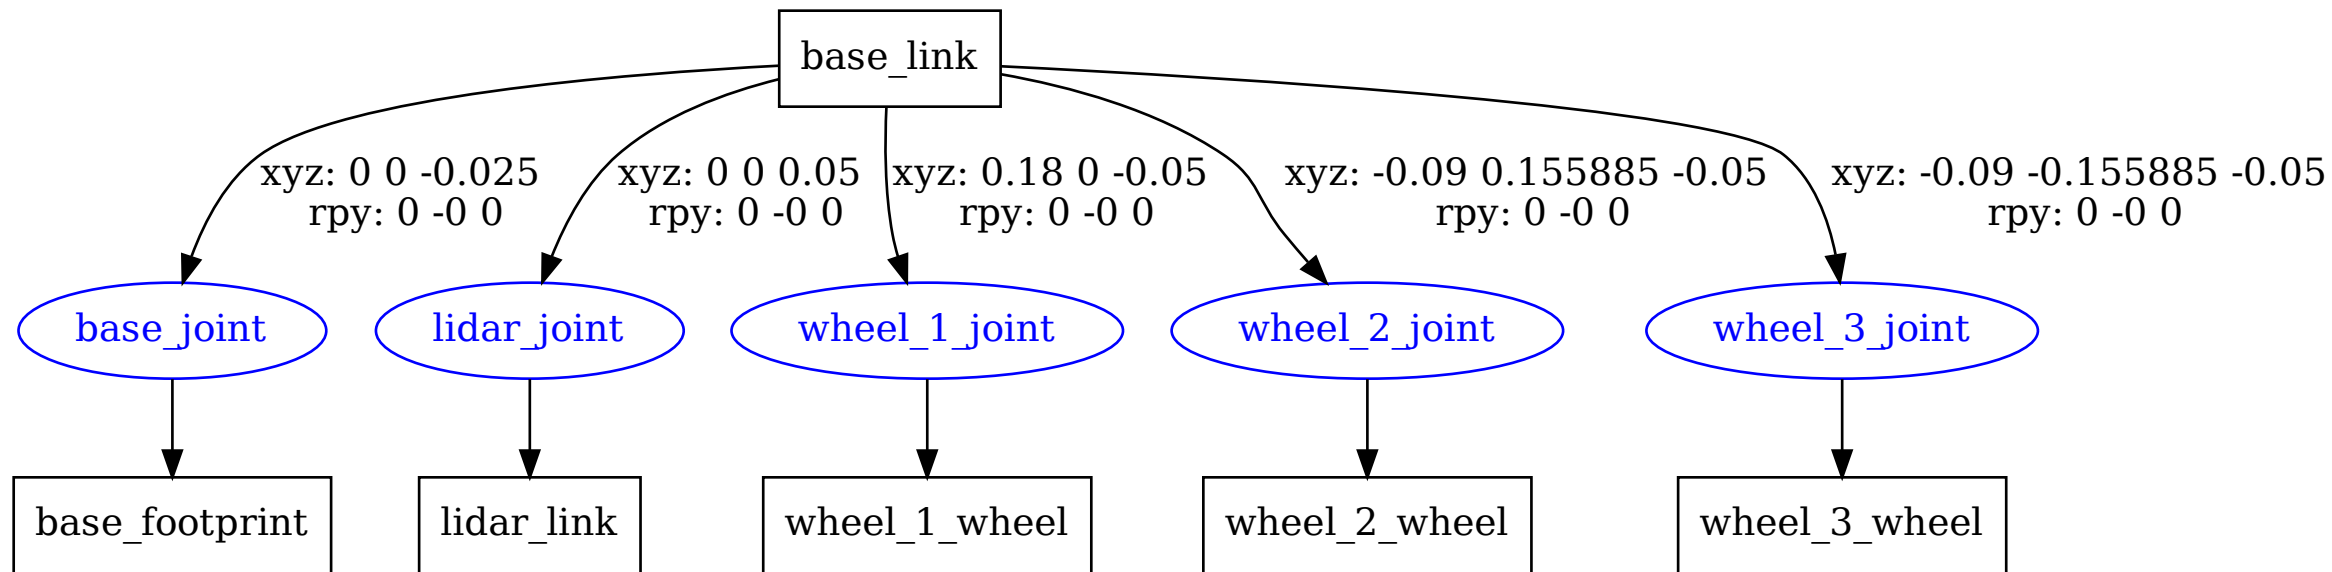 base_link
xyz: 0 0 -0.025
rpy: 0 -0 0
xyz: 0 0 0.05
rpy: 0 -0 0
xyz: 0.18 0 -0.05
rpy: 0 -0 0
xyz: -0.09 0.155885 -0.05
rpy: 0 -0 0
xyz: -0.09 -0.155885 -0.05
rpy: 0 -0 0
base_joint
lidar_joint
wheel_1_joint
wheel_2_joint
wheel_3_joint
base_footprint
lidar_link
wheel_1_wheel
wheel_2_wheel
wheel_3_wheel